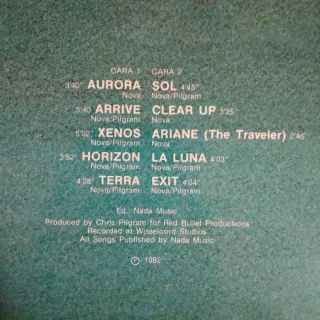 CARA 1 CARA 2
3'40" AURORA SOL 4'45"
Nova Nova/Pilgram
5'40 ARRIVE CLEAR UP 3'25"
Nova/Pilgram Nova
5'02" XENOS ARIANE (The Traveler) 2'46"
Nova Nova/Pilgram
3'52" HORIZON LA LUNA 4'03"
Nova/Pilgram Nova/Pilgram
4'08" TERRA EXIT 4'04
Nova/Pilgram Nova/Pilgram
Ed. Nada Music
Produced by Chris Pilgram for Red Bullet Productions
Recorded at Wisseloord Studios
All Songs Published by Nada Music
℗ 1982